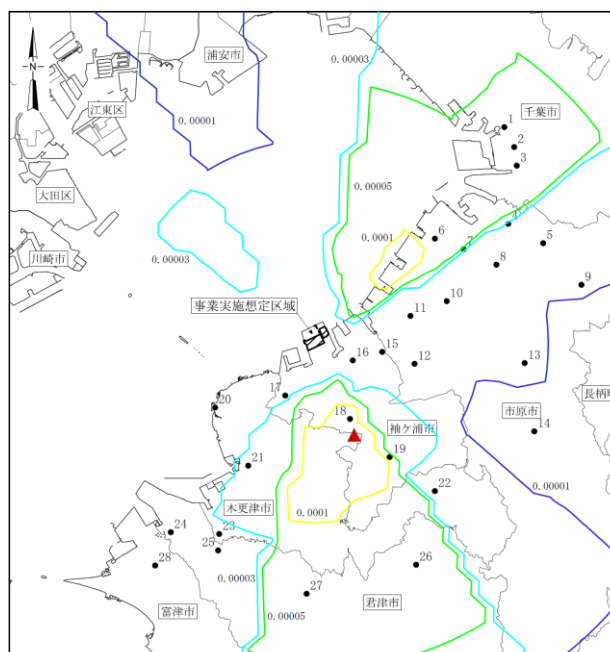 N
浦安市
0.00003
千葉市
江東区
1
0.00001
2
3
大田区
0.00005
4
0.0001
6
5
川崎市
0.00003
7
8
9
10
事業実施想定区域
11
15
16
12
13
長柄町
17
20
18
袖ケ浦市
市原市
14
19
21
22
0.00001
木更津市
0.0001
24
23
25
28
0.00003
26
27
0.00005
君津市
富津市